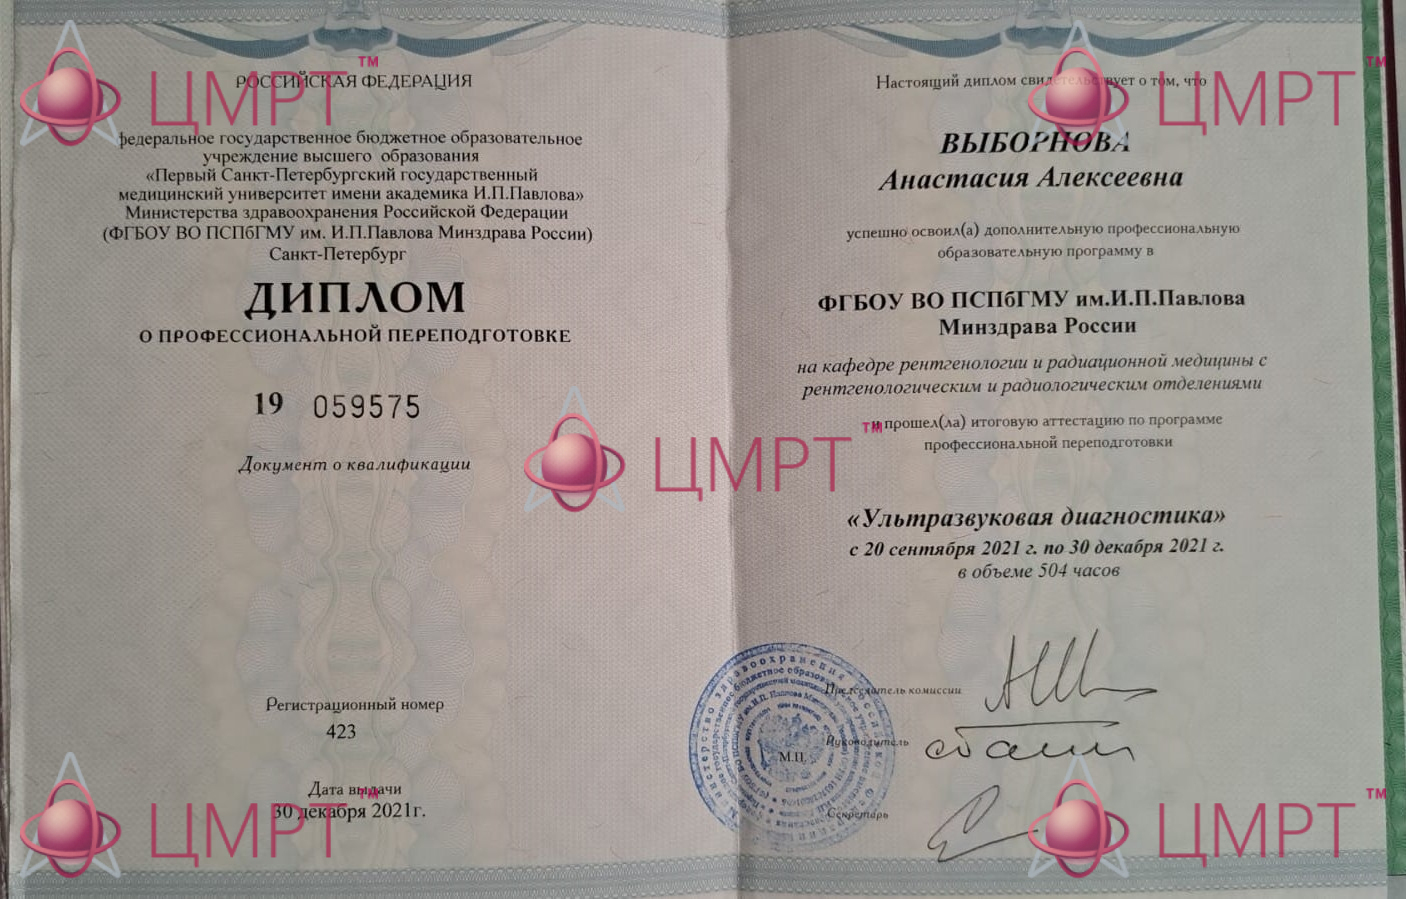 РОССИЙСКАЯ ФЕДЕРАЦИЯ
федеральное государственное бюджетное образовательное
учреждение высшего образования
«Первый Санкт-Петербургский государственный
медицинский университет имени академика И.П.Павлова»
Министерства здравоохранения Российской Федерации
(ФГБОУ ВО ПСПбГМУ им. И.П.Павлова Минздрава России)
Санкт-Петербург
ДИПЛОМ
О ПРОФЕССИОНАЛЬНОЙ ПЕРЕПОДГОТОВКЕ
19 059575
Документ о квалификации
Регистрационный номер
423
Дата выдачи
30 декабря 2021г.
Настоящий диплом свидетельствует о том, что
ВЫБОРНОВА
Анастасия Алексеевна
успешно освоил(а) дополнительную профессиональную
образовательную программу в
ФГБОУ ВО ПСПбГМУ им.И.П.Павлова
Минздрава России
на кафедре рентгенологии и радиационной медицины с
рентгенологическим и радиологическим отделениями
и прошел(ла) итоговую аттестацию по программе
профессиональной переподготовки
«Ультразвуковая диагностика»
с 20 сентября 2021 г. по 30 декабря 2021 г.
в объеме 504 часов
Председатель комиссии
Руководитель
М.П.
Секретарь
ЦМРТ TM
ЦМРТ TM
ЦМРТ TM
ЦМРТ TM
ЦМРТ TM